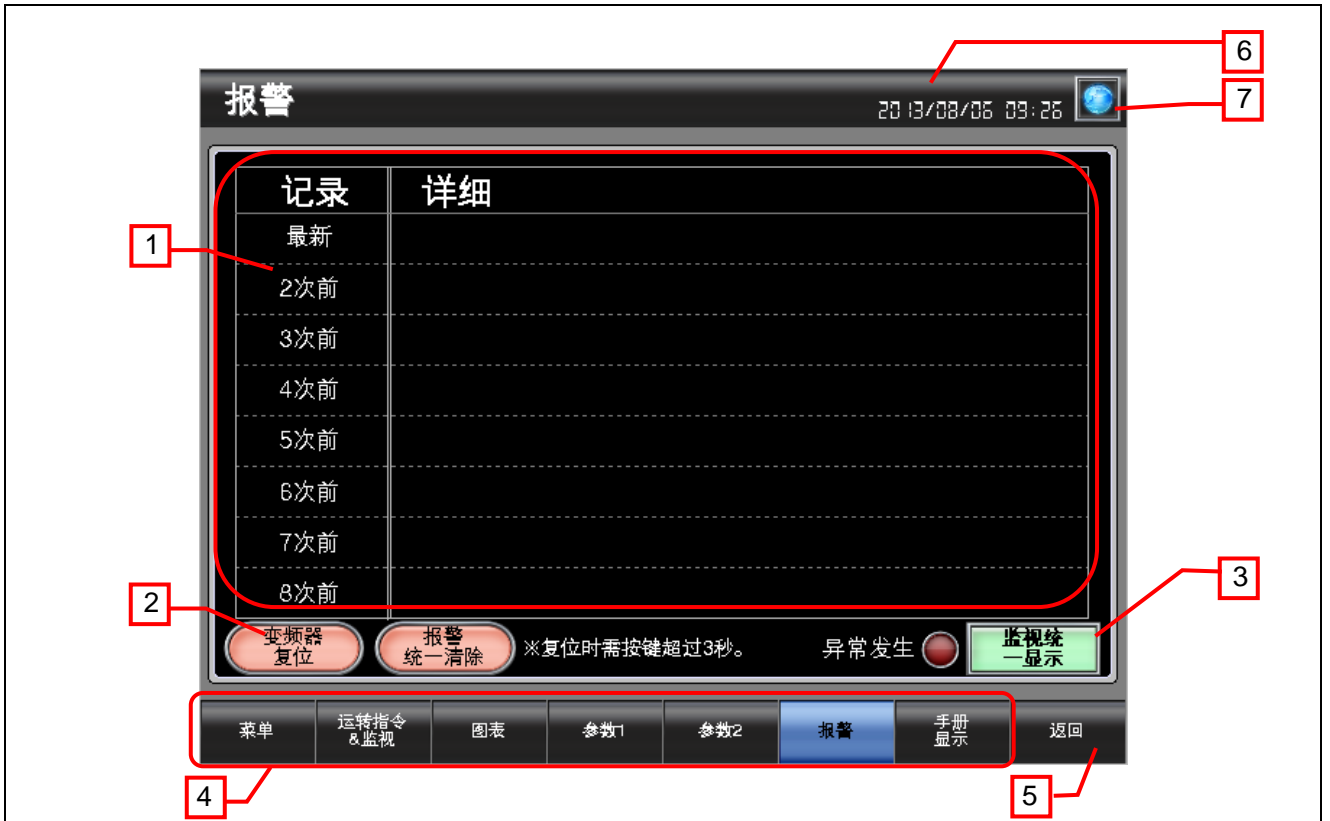 6
报警
2013/08/06 09:26
7
记录 详细
最新
1
2次前
3次前
4次前
5次前
6次前
7次前
8次前
3
2
变频器
复位
报警
统一清除
※复位时需按键超过3秒。
异常发生
监视统
一显示
菜单
运转指令
&监视
图表
参数1
参数2
报警
手册
显示
返回
4
5